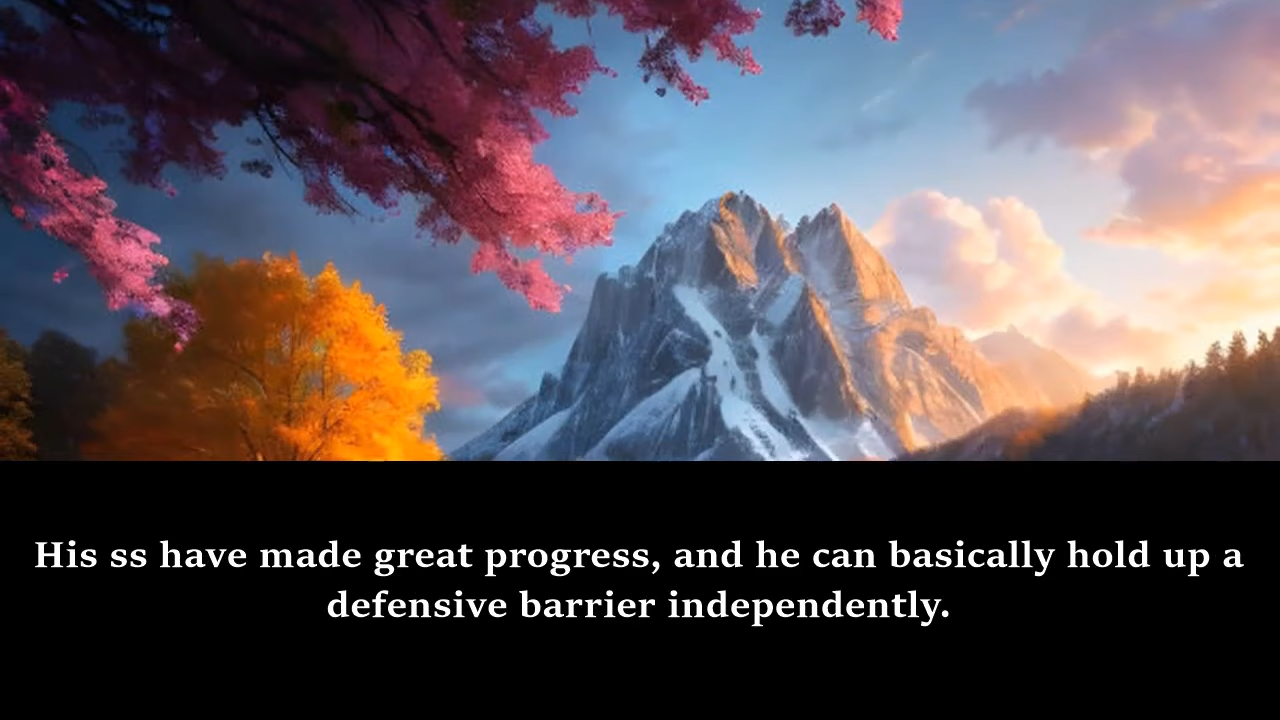 His ss have made great progress, and he can basically hold up a
defensive barrier independently.